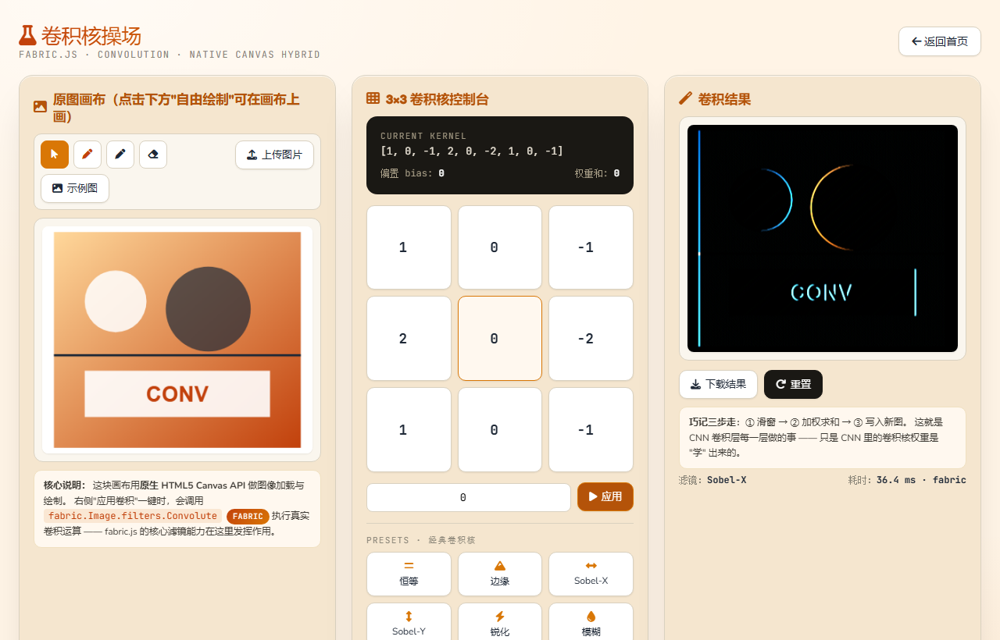 卷积核操场
FABRIC.JS · CONVOLUTION · NATIVE CANVAS HYBRID
返回首页
原图画布（点击下方"自由绘制"可在画布上
画）
上传图片
示例图
CONV
核心说明： 这块画布用原生 HTML5 Canvas API 做图像加载与
绘制。 右侧"应用卷积"一键时，会调用
fabric.Image.filters.Convolute FABRIC 执行真实
卷积运算 —— fabric.js 的核心滤镜能力在这里发挥作用。
3×3 卷积核控制台
CURRENT KERNEL
[1, 0, -1, 2, 0, -2, 1, 0, -1]
偏置 bias: 0 权重和: 0
1 0 -1
2 0 -2
1 0 -1
0 应用
PRESETS · 经典卷积核
恒等 边缘 Sobel-X
Sobel-Y 锐化 模糊
卷积结果
CONV
下载结果 重置
巧记三步走：① 滑窗 → ② 加权求和 → ③ 写入新图。 这就是
CNN 卷积层每一层做的事 —— 只是 CNN 里的卷积核权重是
"学" 出来的。
滤镜: Sobel-X 耗时: 36.4 ms · fabric